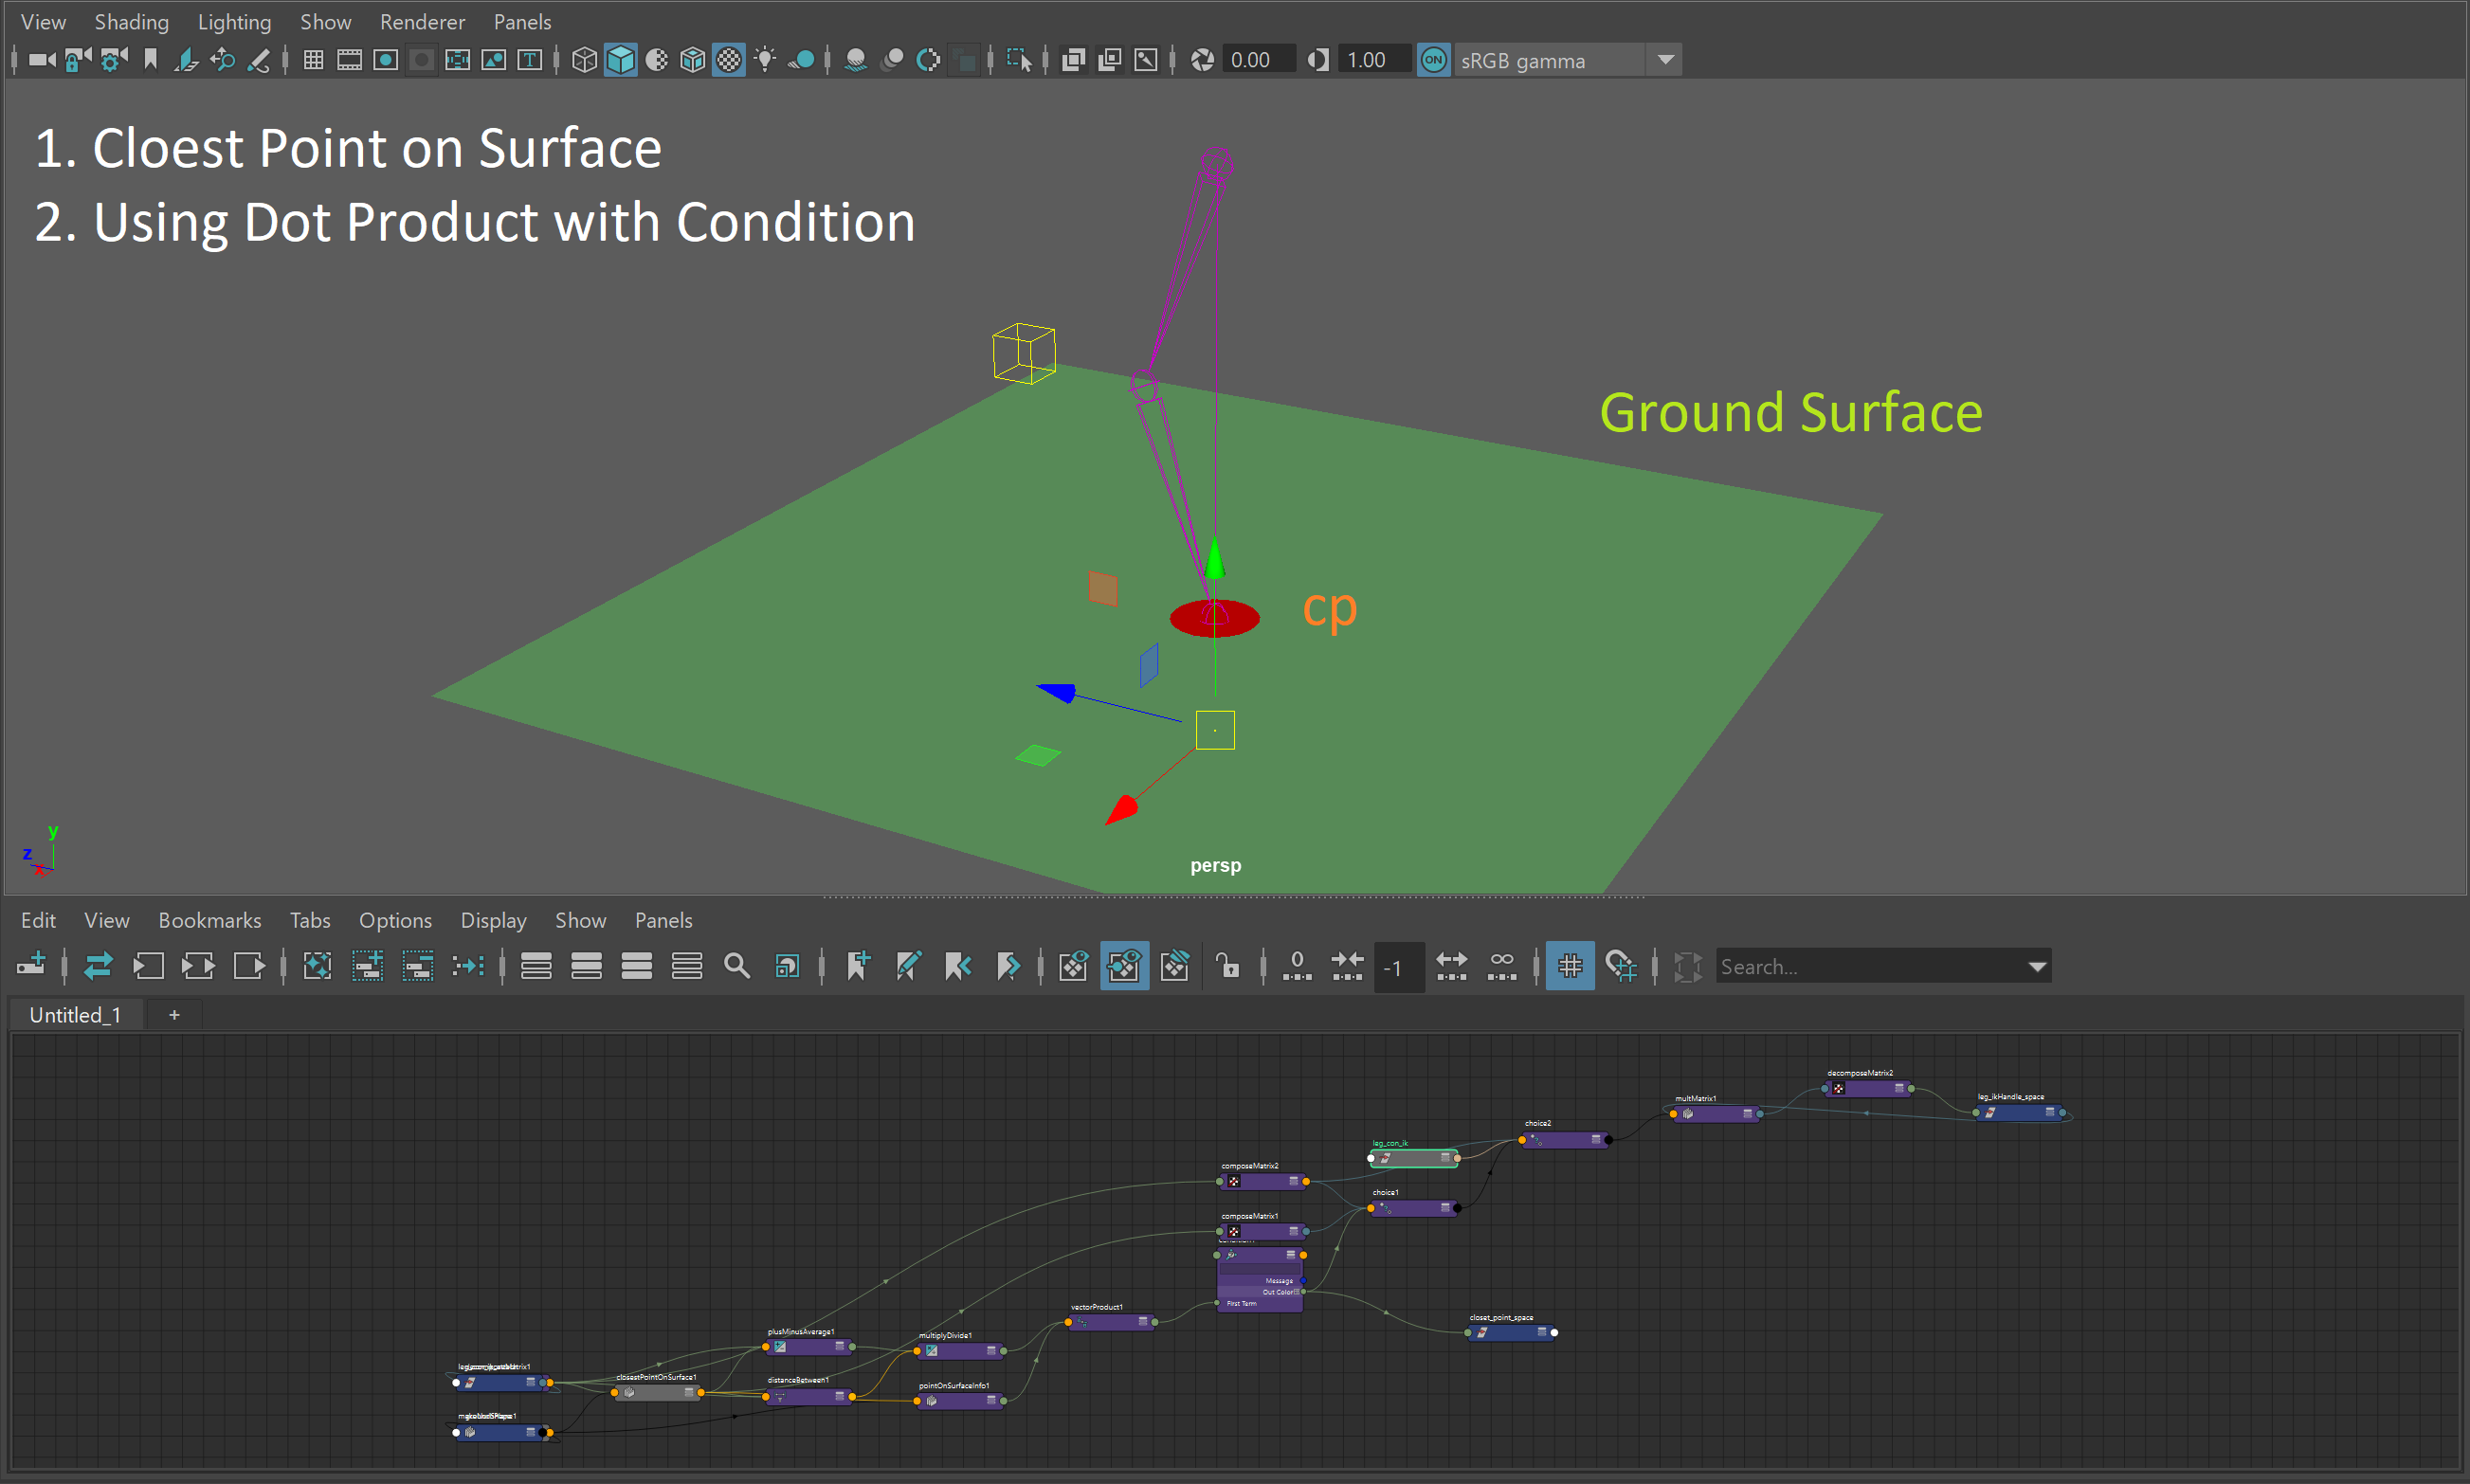 View Shading Lighting Show Renderer Panels
0.00 1.00 ON sRGB gamma
1. Cloest Point on Surface
2. Using Dot Product with Condition
Ground Surface
cp
y
z
x
persp
Edit View Bookmarks Tabs Options Display Show Panels
0 -1 ∞ Search...
Untitled_1 +
decomposeMatrix2
multMatrix1
leg_ikHandle_space
choice2
leg_con_ik
composeMatrix2
choice1
composeMatrix1
Message
Out Color
First Term
vectorProduct1
closet_point_space
plusMinusAverage1
multiplyDivide1
closestPointOnSurface1
distanceBetween1
pointOnSurfaceInfo1